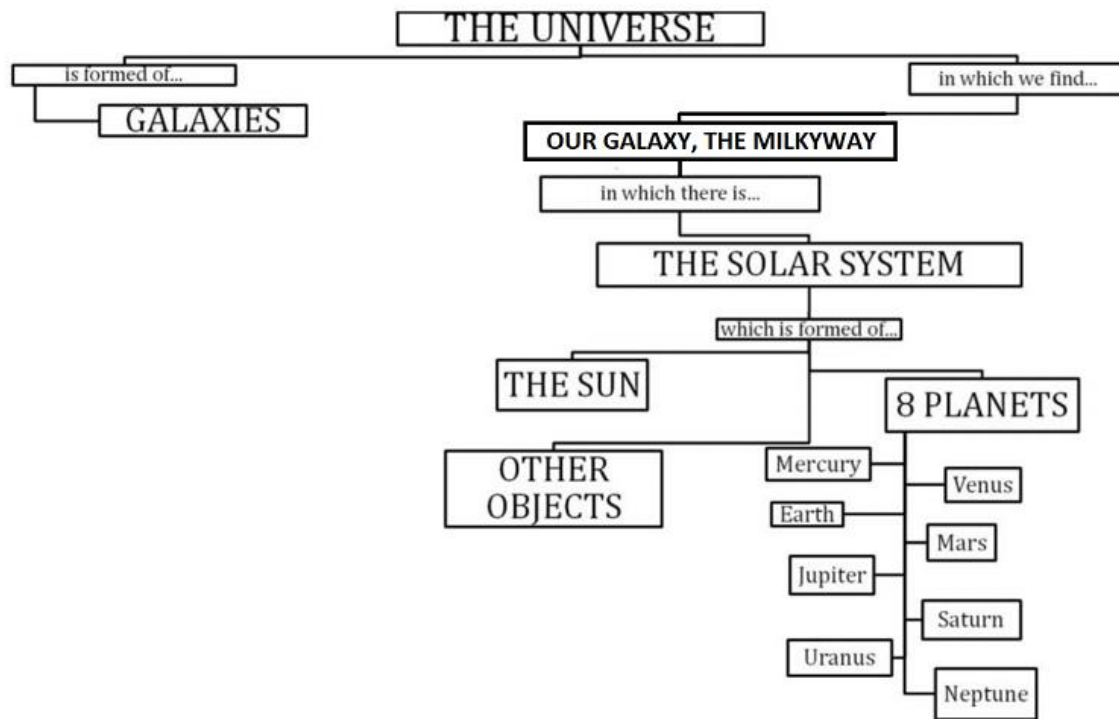 THE UNIVERSE
is formed of...
in which we find...
GALAXIES
OUR GALAXY, THE MILKYWAY
in which there is...
THE SOLAR SYSTEM
which is formed of...
THE SUN
8 PLANETS
OTHER
OBJECTS
Mercury
Venus
Earth
Mars
Jupiter
Saturn
Uranus
Neptune